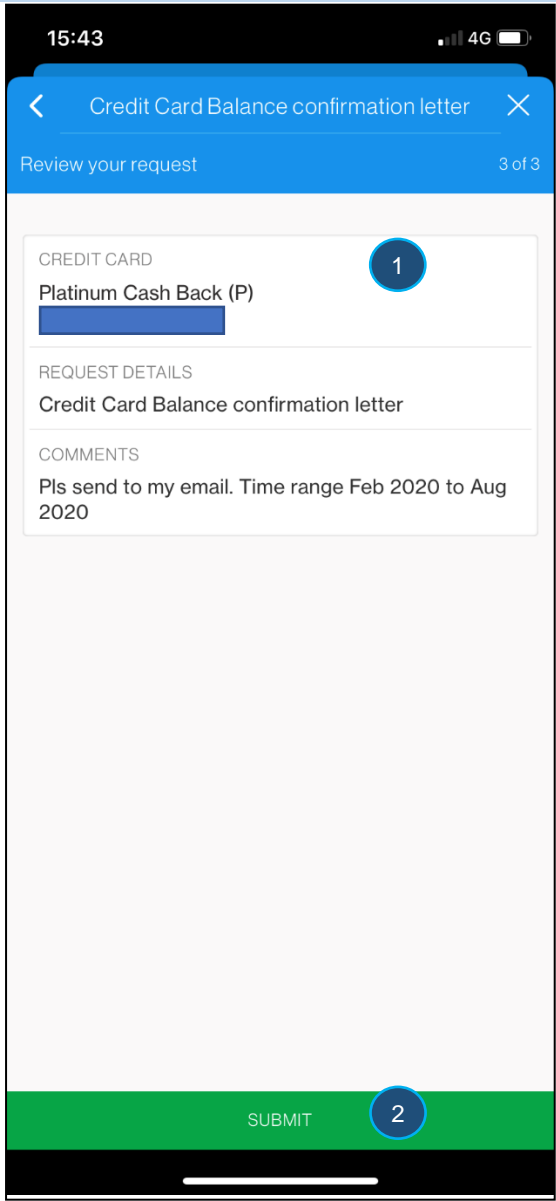 15:43
4G
Credit Card Balance confirmation letter
Review your request
3 of 3
CREDIT CARD
1
Platinum Cash Back (P)
REQUEST DETAILS
Credit Card Balance confirmation letter
COMMENTS
Pls send to my email. Time range Feb 2020 to Aug
2020
SUBMIT
2